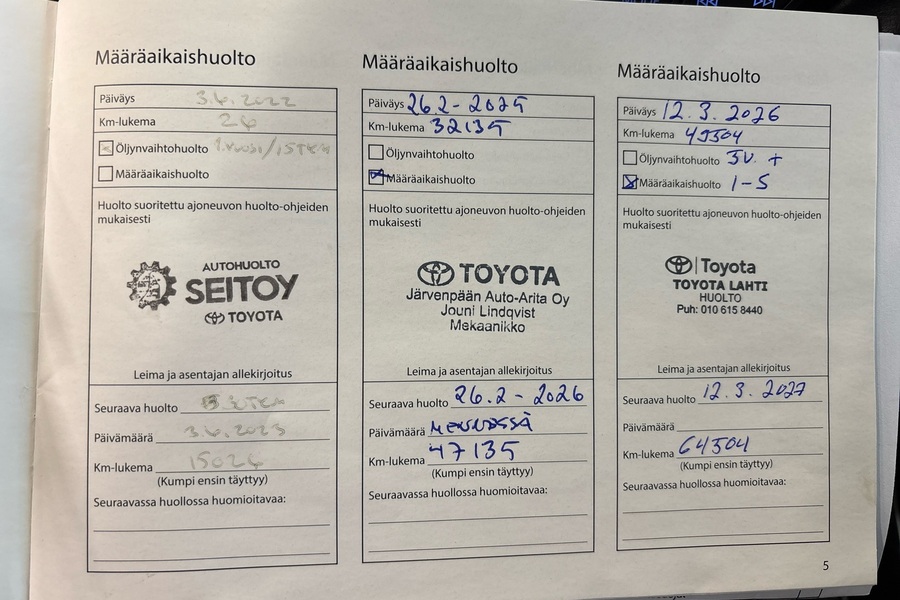 Määräaikaishuolto
Päiväys 3.6.2022
Km-lukema 26
Öljynvaihtohuolto 1.vuosi/15TKM
Määräaikaishuolto
Huolto suoritettu ajoneuvon huolto-ohjeiden
mukaisesti
AUTOHUOLTO
SEITOY
TOYOTA
Leima ja asentajan allekirjoitus
Seuraava huolto
Päivämäärä 3.6.2023
Km-lukema 15026
(Kumpi ensin täyttyy)
Seuraavassa huollossa huomioitavaa:
Määräaikaishuolto
Päiväys 26.2-2025
Km-lukema 32135
Öljynvaihtohuolto
Määräaikaishuolto
Huolto suoritettu ajoneuvon huolto-ohjeiden
mukaisesti
TOYOTA
Järvenpään Auto-Arita Oy
Jouni Lindqvist
Mekaanikko
Leima ja asentajan allekirjoitus
Seuraava huolto 26.2-2026
Päivämäärä MENNESSÄ
Km-lukema 47135
(Kumpi ensin täyttyy)
Seuraavassa huollossa huomioitavaa:
Määräaikaishuolto
Päiväys 12.3.2026
Km-lukema 49504
Öljynvaihtohuolto JV. +
Määräaikaishuolto 1-5
Huolto suoritettu ajoneuvon huolto-ohjeiden
mukaisesti
Toyota
TOYOTA LAHTI
HUOLTO
Puh: 010 615 8440
Leima ja asentajan allekirjoitus
Seuraava huolto 12.3.2027
Päivämäärä
Km-lukema 64504
(Kumpi ensin täyttyy)
Seuraavassa huollossa huomioitavaa:
5